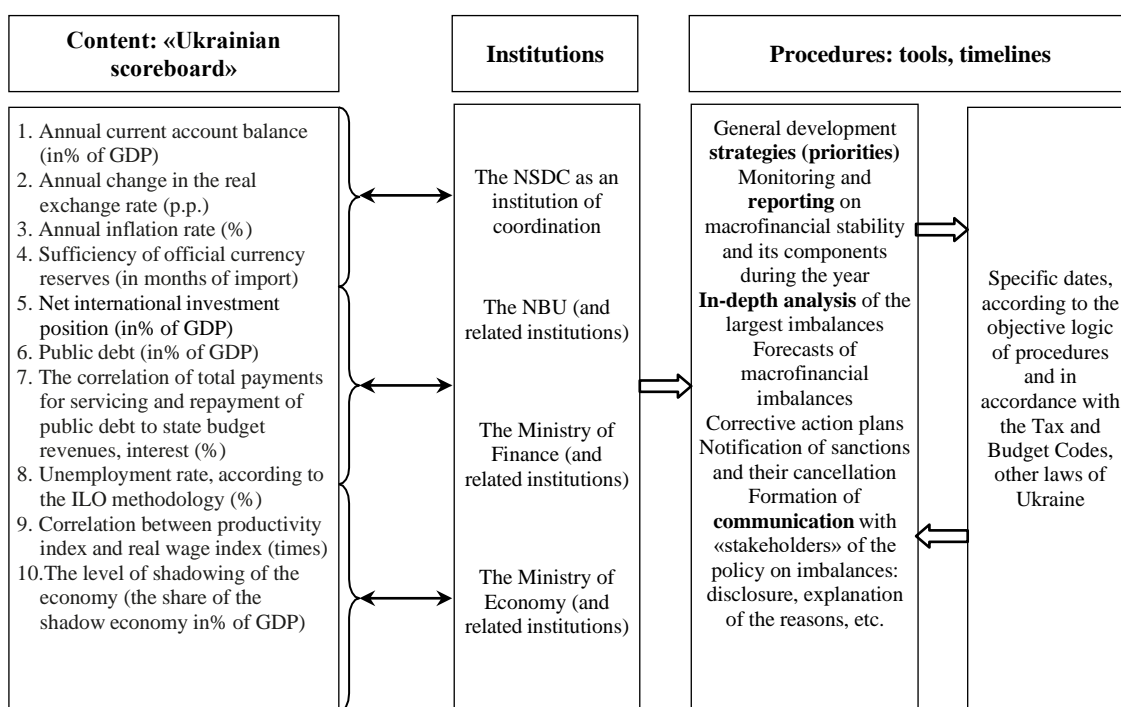 Content: «Ukrainian
scoreboard»
Institutions
Procedures: tools, timelines
1. Annual current account balance
(in% of GDP)
2. Annual change in the real
exchange rate (p.p.)
3. Annual inflation rate (%)
4. Sufficiency of official currency
reserves (in months of import)
5. Net international investment
position (in% of GDP)
6. Public debt (in% of GDP)
7. The correlation of total payments
for servicing and repayment of
public debt to state budget
revenues, interest (%)
8. Unemployment rate, according to
the ILO methodology (%)
9. Correlation between productivity
index and real wage index (times)
10.The level of shadowing of the
economy (the share of the
shadow economy in% of GDP)
The NSDC as an
institution of
coordination
The NBU (and
related institutions)
The Ministry of
Finance (and
related institutions)
The Ministry of
Economy (and
related institutions)
General development
strategies (priorities)
Monitoring and
reporting on
macrofinancial stability
and its components
during the year
In-depth analysis of the
largest imbalances
Forecasts of
macrofinancial
imbalances
Corrective action plans
Notification of sanctions
and their cancellation
Formation of
communication with
«stakeholders» of the
policy on imbalances:
disclosure, explanation
of the reasons, etc.
Specific dates,
according to the
objective logic
of procedures
and in
accordance with
the Tax and
Budget Codes,
other laws of
Ukraine